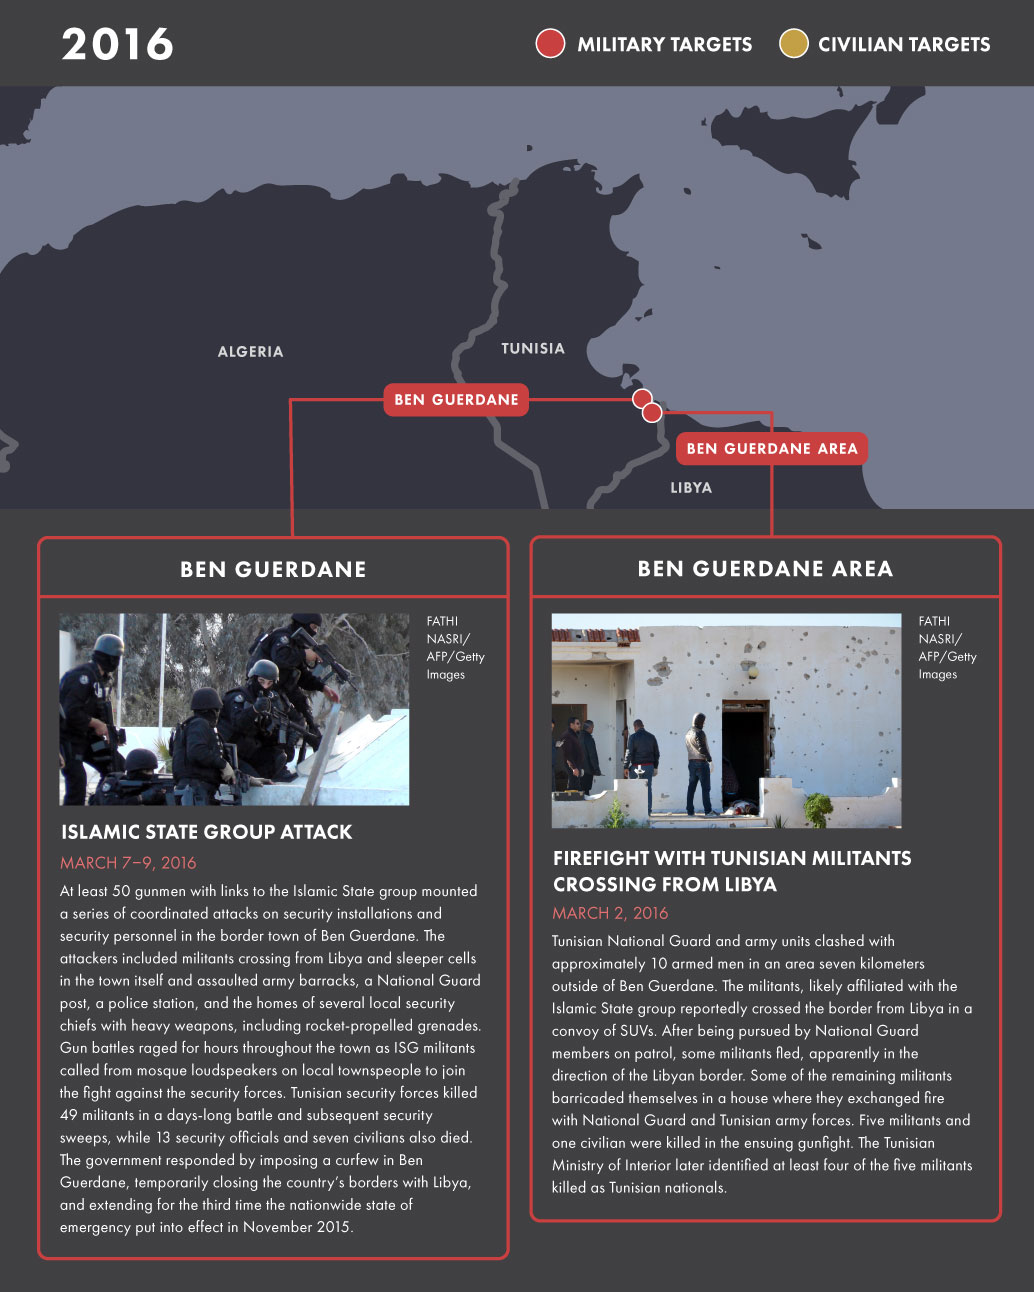 2016
MILITARY TARGETS
CIVILIAN TARGETS
ALGERIA
TUNISIA
BEN GUERDANE
BEN GUERDANE AREA
LIBYA
BEN GUERDANE
FATHI
NASRI/
AFP/Getty
Images
ISLAMIC STATE GROUP ATTACK
MARCH 7–9, 2016
At least 50 gunmen with links to the Islamic State group mounted
a series of coordinated attacks on security installations and
security personnel in the border town of Ben Guerdane. The
attackers included militants crossing from Libya and sleeper cells
in the town itself and assaulted army barracks, a National Guard
post, a police station, and the homes of several local security
chiefs with heavy weapons, including rocket-propelled grenades.
Gun battles raged for hours throughout the town as ISG militants
called from mosque loudspeakers on local townspeople to join
the fight against the security forces. Tunisian security forces killed
49 militants in a days-long battle and subsequent security
sweeps, while 13 security officials and seven civilians also died.
The government responded by imposing a curfew in Ben
Guerdane, temporarily closing the country's borders with Libya,
and extending for the third time the nationwide state of
emergency put into effect in November 2015.
BEN GUERDANE AREA
FATHI
NASRI/
AFP/Getty
Images
FIREFIGHT WITH TUNISIAN MILITANTS
CROSSING FROM LIBYA
MARCH 2, 2016
Tunisian National Guard and army units clashed with
approximately 10 armed men in an area seven kilometers
outside of Ben Guerdane. The militants, likely affiliated with the
Islamic State group reportedly crossed the border from Libya in a
convoy of SUVs. After being pursued by National Guard
members on patrol, some militants fled, apparently in the
direction of the Libyan border. Some of the remaining militants
barricaded themselves in a house where they exchanged fire
with National Guard and Tunisian army forces. Five militants and
one civilian were killed in the ensuing gunfight. The Tunisian
Ministry of Interior later identified at least four of the five militants
killed as Tunisian nationals.